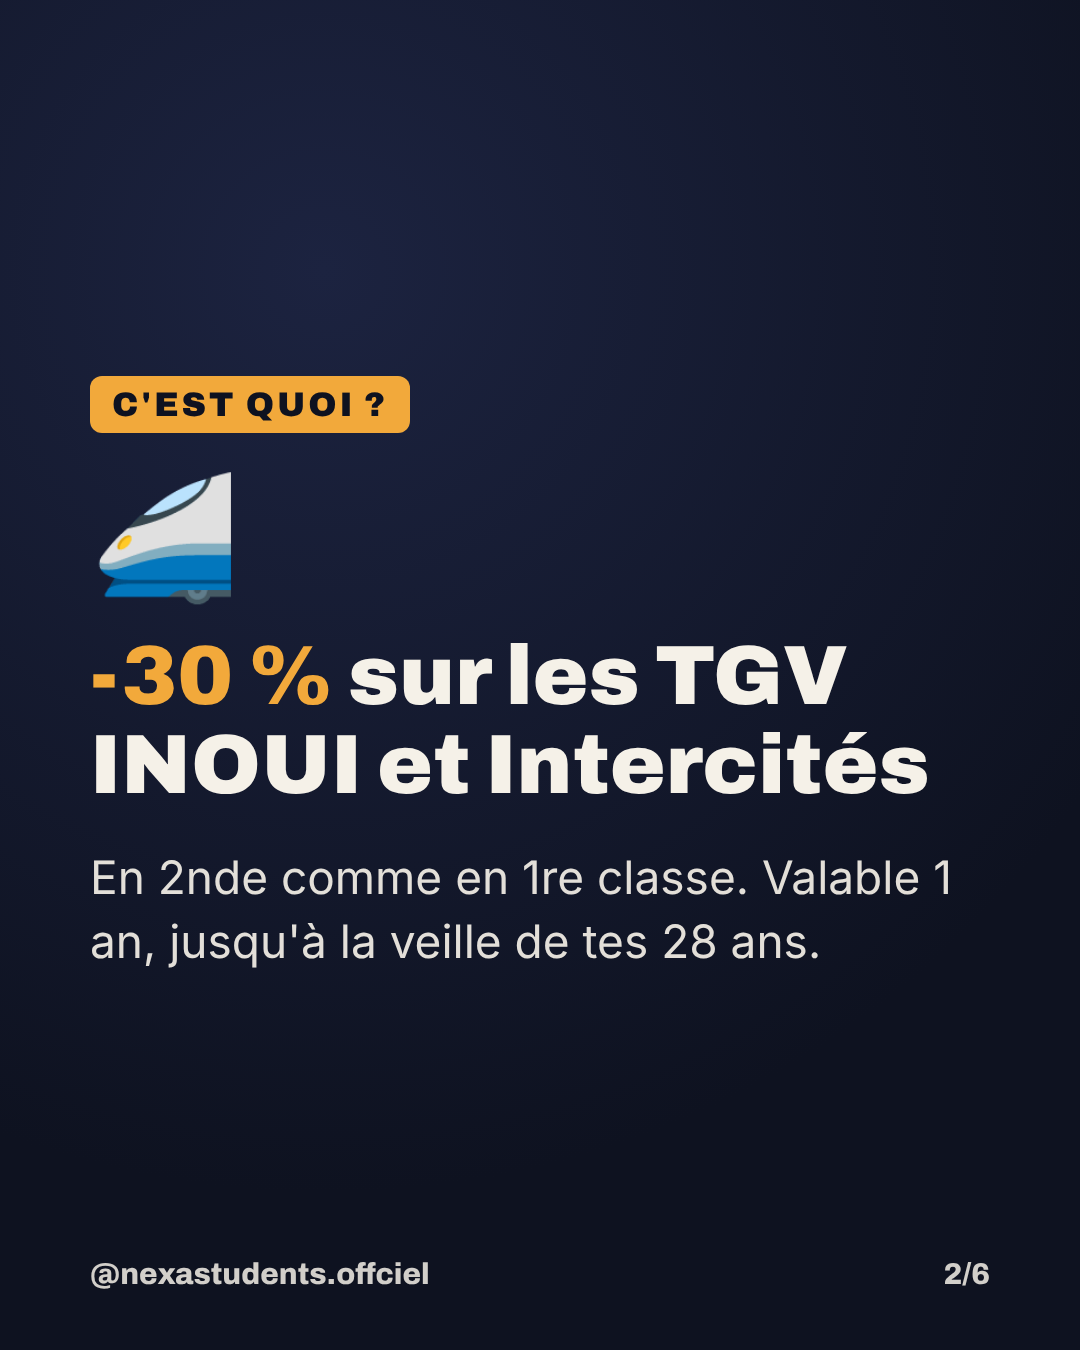 C'EST QUOI ?
-30 % sur les TGV
INOUI et Intercités
En 2nde comme en 1re classe. Valable 1
an, jusqu'à la veille de tes 28 ans.
@nexastudents.offciel
2/6